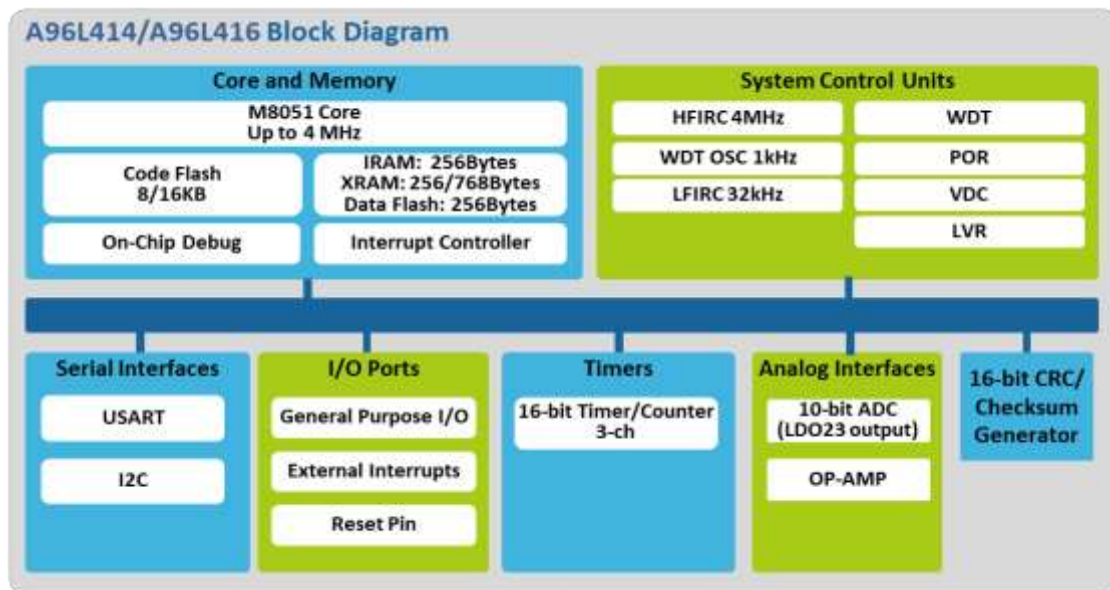 A96L414/A96L416 Block Diagram
Core and Memory
M8051 Core
Up to 4 MHz
Code Flash
8/16KB
IRAM: 256Bytes
XRAM: 256/768Bytes
Data Flash: 256Bytes
On-Chip Debug
Interrupt Controller
System Control Units
HFIRC 4MHz
WDT
WDT OSC 1kHz
POR
LFIRC 32kHz
VDC
LVR
Serial Interfaces
USART
I2C
I/O Ports
General Purpose I/O
External Interrupts
Reset Pin
Timers
16-bit Timer/Counter
3-ch
Analog Interfaces
10-bit ADC
(LDO23 output)
OP-AMP
16-bit CRC/
Checksum
Generator